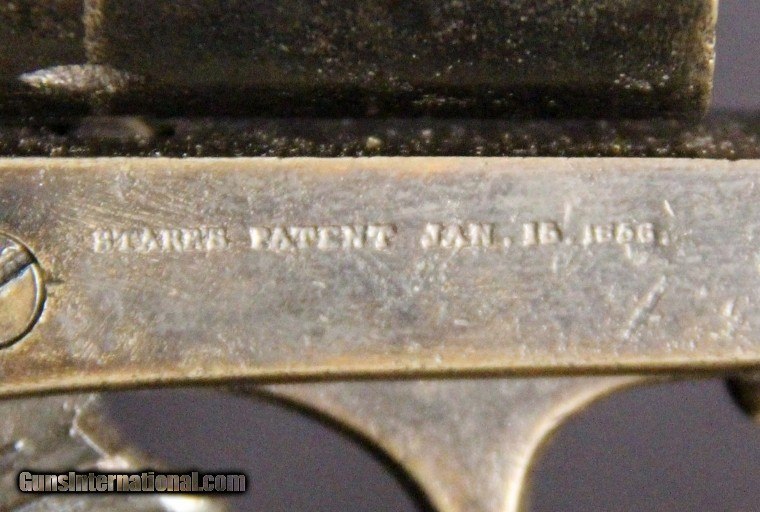 STARR'S PATENT JAN. 15. 1856.
GunsInternational.com